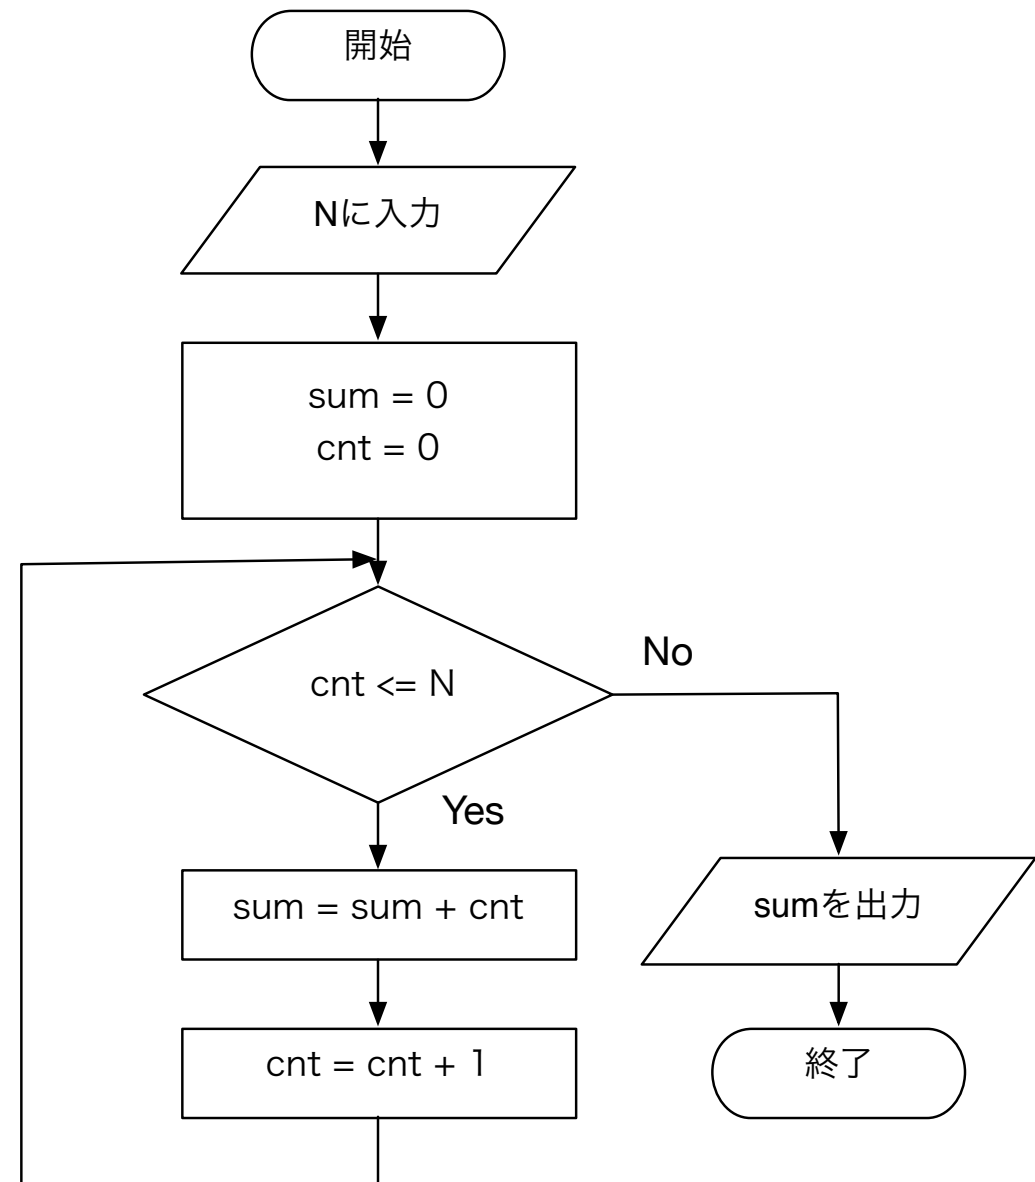 開始
Nに入力
sum = 0
cnt = 0
cnt <= N
No
Yes
sum = sum + cnt
sumを出力
cnt = cnt + 1
終了